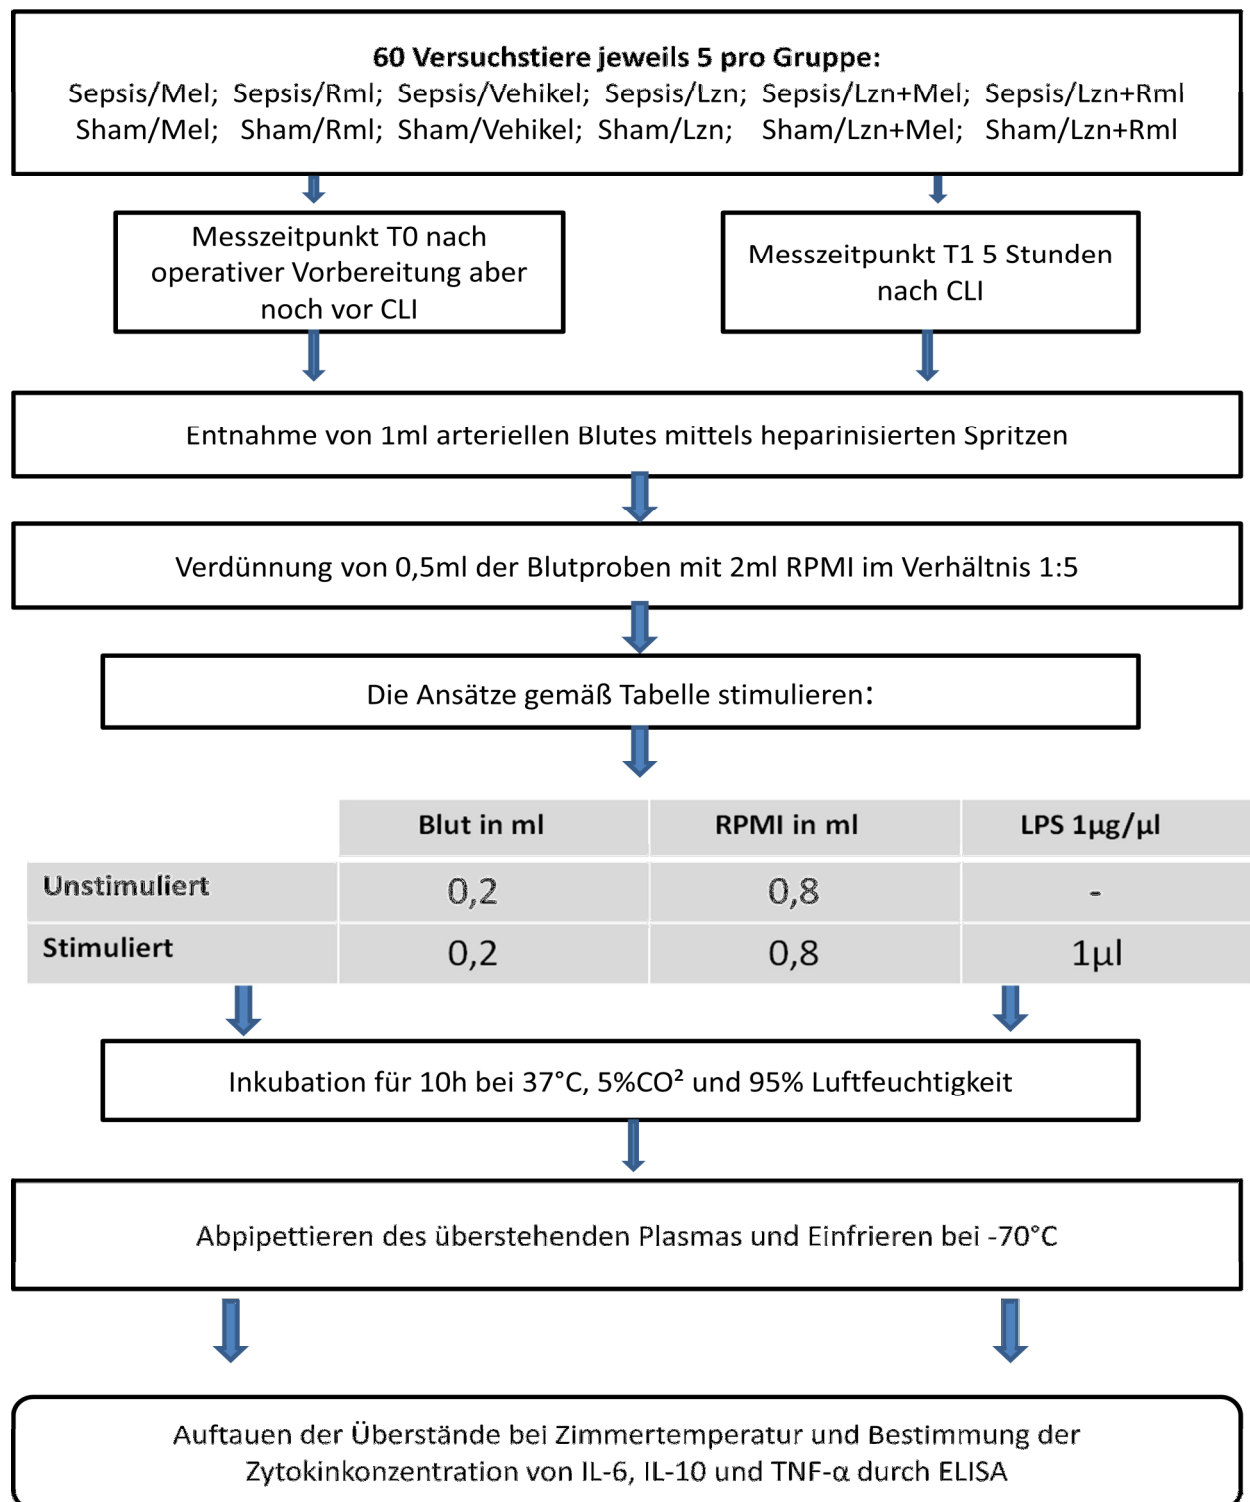 60 Versuchstiere jeweils 5 pro Gruppe:
Sepsis/Mel; Sepsis/Rml; Sepsis/Vehikel; Sepsis/Lzn; Sepsis/Lzn+Mel; Sepsis/Lzn+Rml
Sham/Mel; Sham/Rml; Sham/Vehikel; Sham/Lzn; Sham/Lzn+Mel; Sham/Lzn+Rml
Messzeitpunkt T0 nach
operativer Vorbereitung aber
noch vor CLI
Messzeitpunkt T1 5 Stunden
nach CLI
Entnahme von 1ml arteriellen Blutes mittels heparinisierten Spritzen
Verdünnung von 0,5ml der Blutproben mit 2ml RPMI im Verhältnis 1:5
Die Ansätze gemäß Tabelle stimulieren:
Blut in ml RPMI in ml LPS 1µg/µl
Unstimuliert 0,2 0,8 -
Stimuliert 0,2 0,8 1µl
Inkubation für 10h bei 37°C, 5%CO² und 95% Luftfeuchtigkeit
Abpipettieren des überstehenden Plasmas und Einfrieren bei -70°C
Auftauen der Überstände bei Zimmertemperatur und Bestimmung der
Zytokinkonzentration von IL-6, IL-10 und TNF-α durch ELISA